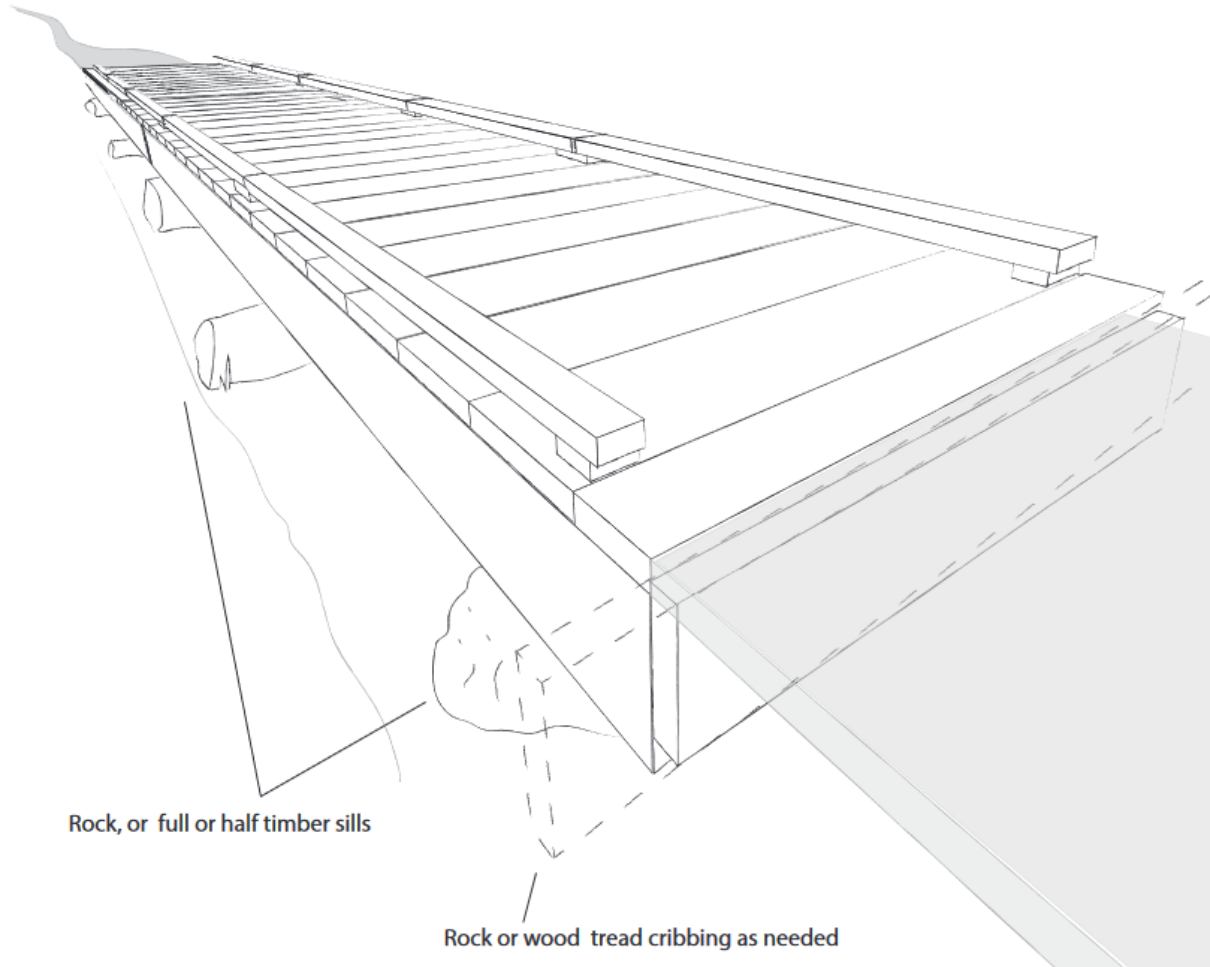 Rock, or full or half timber sills
Rock or wood tread cribbing as needed